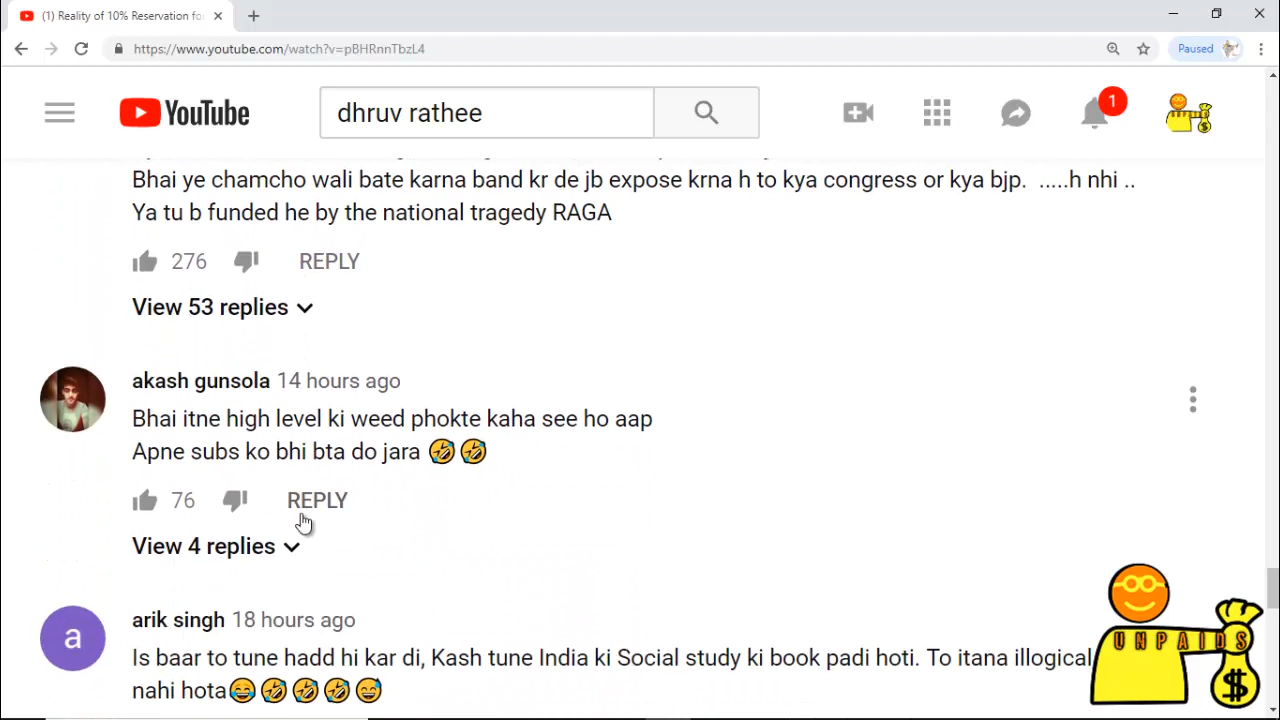 (1) Reality of 10% Reservation fo
https://www.youtube.com/watch?v=pBHRnnTbzL4
Paused
YouTube
dhruv rathee
1
Bhai ye chamcho wali bate karna band kr de jb expose krna h to kya congress or kya bjp. .....h nhi ..
Ya tu b funded he by the national tragedy RAGA
276 REPLY
View 53 replies
akash gunsola 14 hours ago
Bhai itne high level ki weed phokte kaha see ho aap
Apne subs ko bhi bta do jara 🤣🤣
76 REPLY
View 4 replies
arik singh 18 hours ago
a
Is baar to tune hadd hi kar di, Kash tune India ki Social study ki book padi hoti. To itana illogical
nahi hota😂🤣🤣🤣😅
UNPAIDS
$